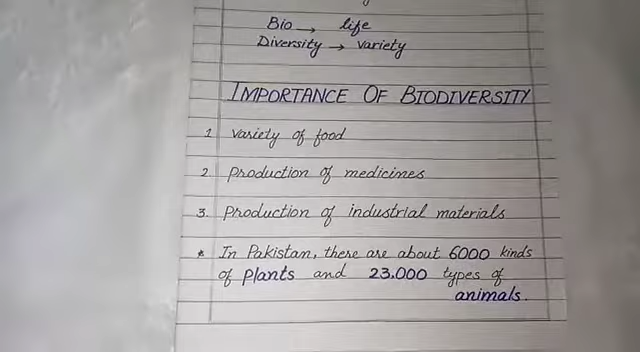 Bio → life
Diversity → variety
IMPORTANCE OF BIODIVERSITY
1 variety of food
2. production of medicines
3. production of industrial materials
* In Pakistan, there are about 6000 kinds
of plants and 23.000 types of
animals.